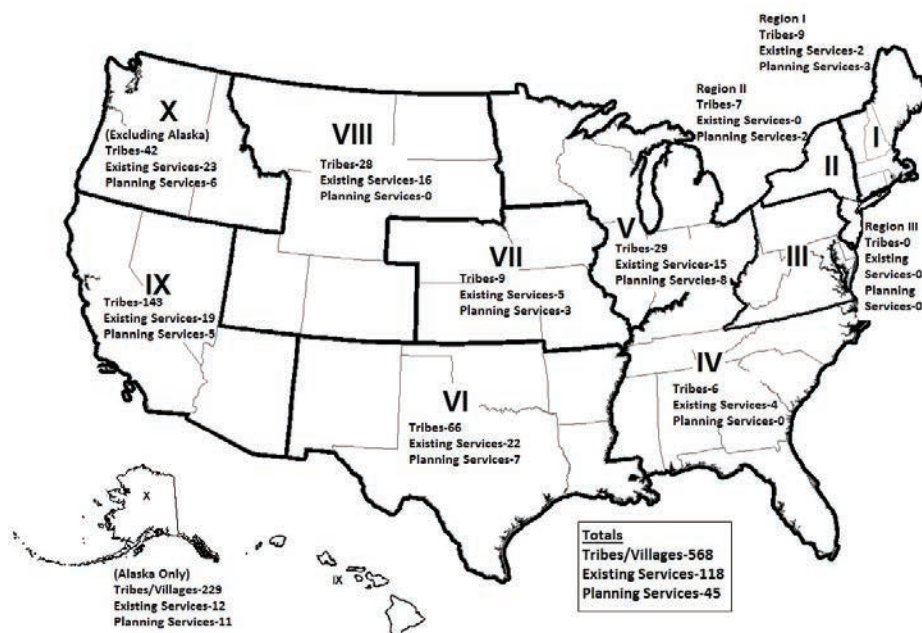 Region I
Tribes-9
Existing Services-2
Planning Services-3
Region II
Tribes-7
Existing Services-0
Planning Services-2
X
(Excluding Alaska)
Tribes-42
Existing Services-23
Planning Services-6
VIII
Tribes-28
Existing Services-16
Planning Services-0
I
II
V
Tribes-29
Existing Services-15
Planning Servcies-8
III
Region III
Tribes-0
Existing
Services-0
Planning
Services-0
VII
Tribes-9
Existing Services-5
Planning Services-3
IX
Tribes-143
Existing Services-19
Planning Services-5
IV
Tribes-6
Existing Services-4
Planning Services-0
VI
Tribes-66
Existing Services-22
Planning Services-7
X
(Alaska Only)
Tribes/Villages-229
Existing Services-12
Planning Services-11
IX
Totals
Tribes/Villages-568
Existing Services-118
Planning Services-45